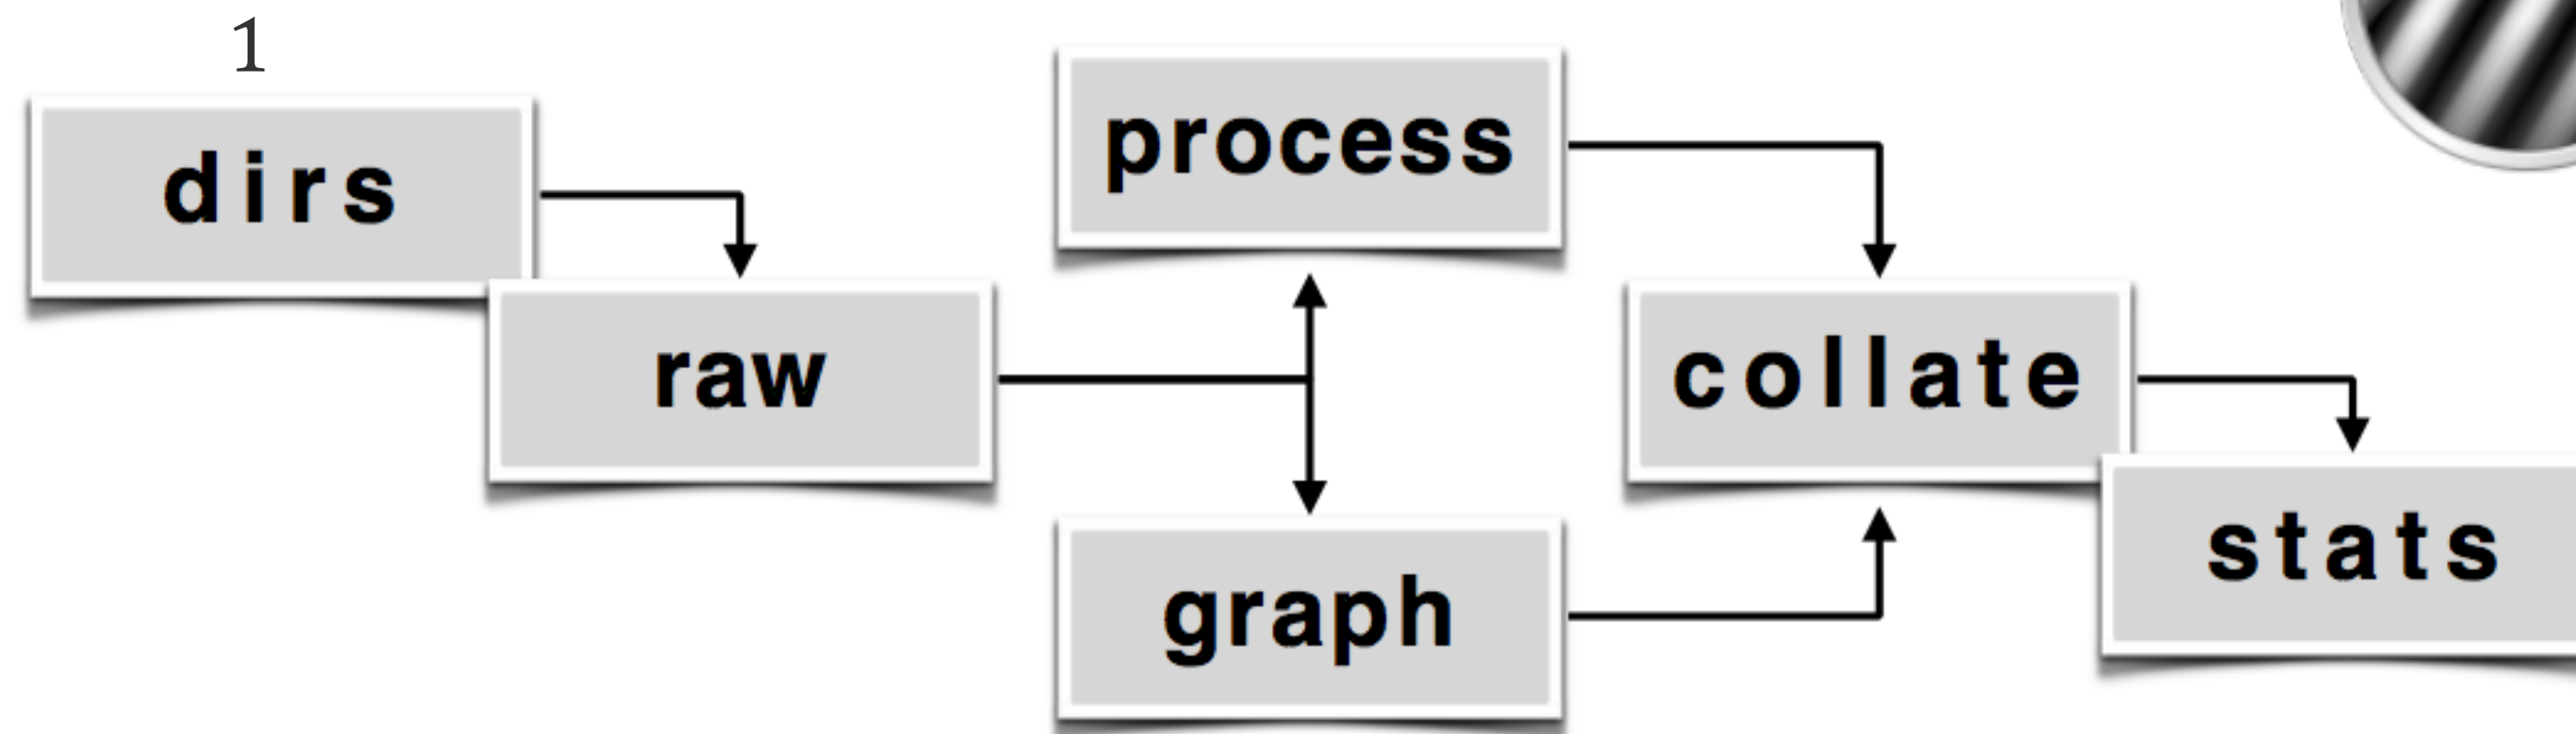 1
dirs
raw
process
graph
collate
stats